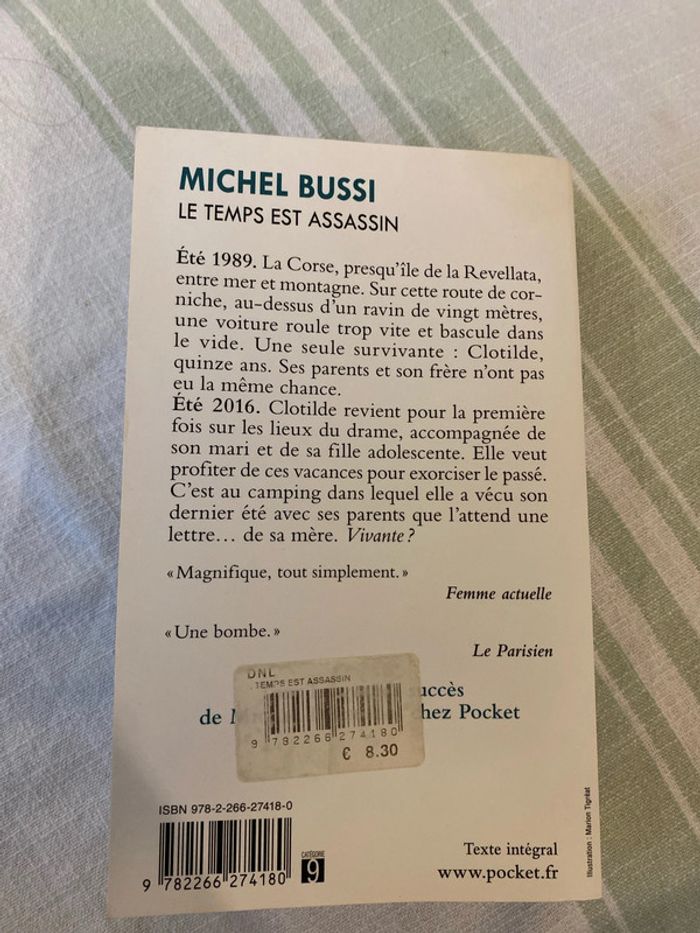 MICHEL BUSSI
LE TEMPS EST ASSASSIN
Été 1989. La Corse, presqu'île de la Revellata,
entre mer et montagne. Sur cette route de cor-
niche, au-dessus d'un ravin de vingt mètres,
une voiture roule trop vite et bascule dans
le vide. Une seule survivante : Clotilde,
quinze ans. Ses parents et son frère n'ont pas
eu la même chance.
Été 2016. Clotilde revient pour la première
fois sur les lieux du drame, accompagnée de
son mari et de sa fille adolescente. Elle veut
profiter de ces vacances pour exorciser le passé.
C'est au camping dans lequel elle a vécu son
dernier été avec ses parents que l'attend une
lettre... de sa mère. Vivante ?
« Magnifique, tout simplement. »
Femme actuelle
« Une bombe. »
Le Parisien
DNL
TEMPS EST ASSASSIN
9 782266 274180
€ 8.30
de chez Pocket
ISBN 978-2-266-27418-0
9 782266 274180
CATÉGORIE
9
Texte intégral
www.pocket.fr
Illustration : Marion Tigréat